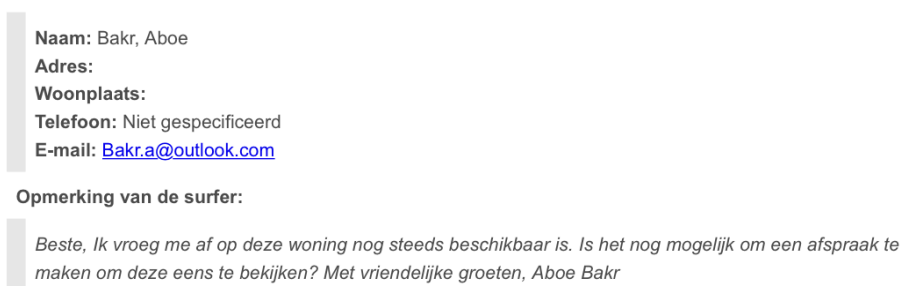 Naam: Bakr, Aboe
Adres:
Woonplaats:
Telefoon: Niet gespecificeerd
E-mail: Bakr.a@outlook.com
Opmerking van de surfer:
Beste, Ik vroeg me af op deze woning nog steeds beschikbaar is. Is het nog mogelijk om een afspraak te
maken om deze eens te bekijken? Met vriendelijke groeten, Aboe Bakr